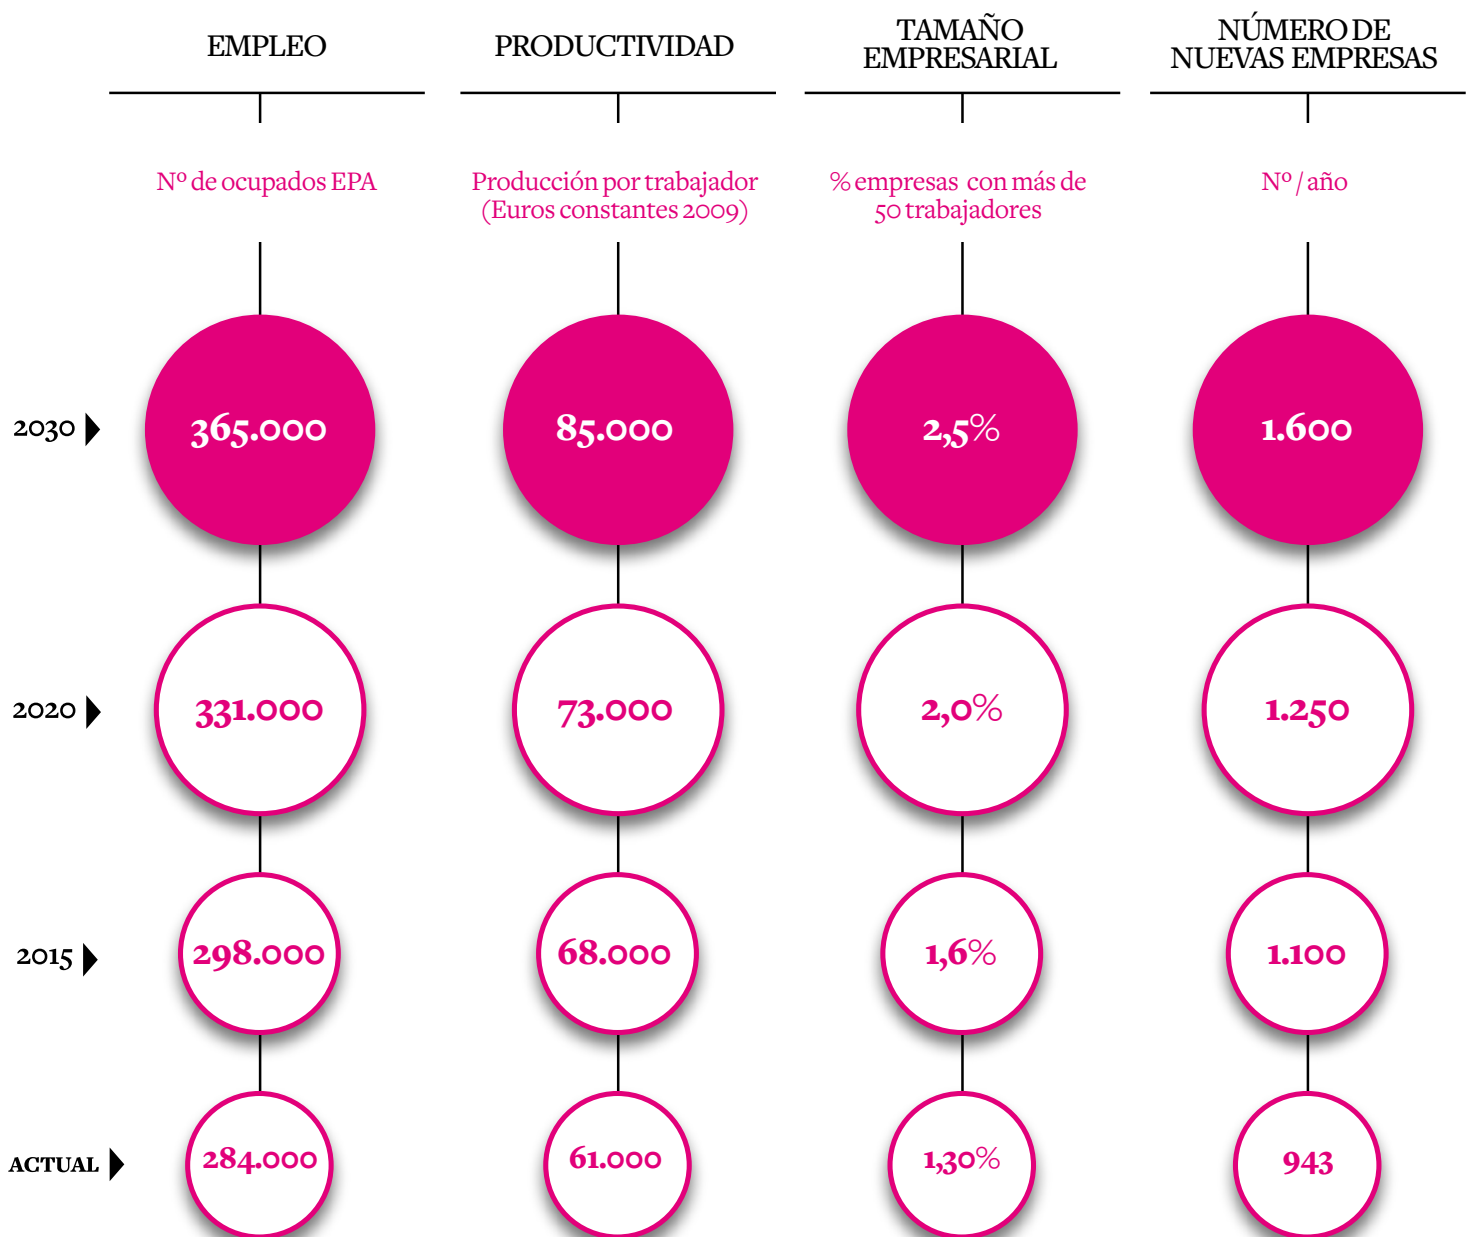 EMPLEO
PRODUCTIVIDAD
TAMAÑO
EMPRESARIAL
NÚMERO DE
NUEVAS EMPRESAS
Nº de ocupados EPA
Producción por trabajador
(Euros constantes 2009)
% empresas con más de
50 trabajadores
Nº / año
2030 365.000 85.000 2,5% 1.600
2020 331.000 73.000 2,0% 1.250
2015 298.000 68.000 1,6% 1.100
ACTUAL 284.000 61.000 1,30% 943